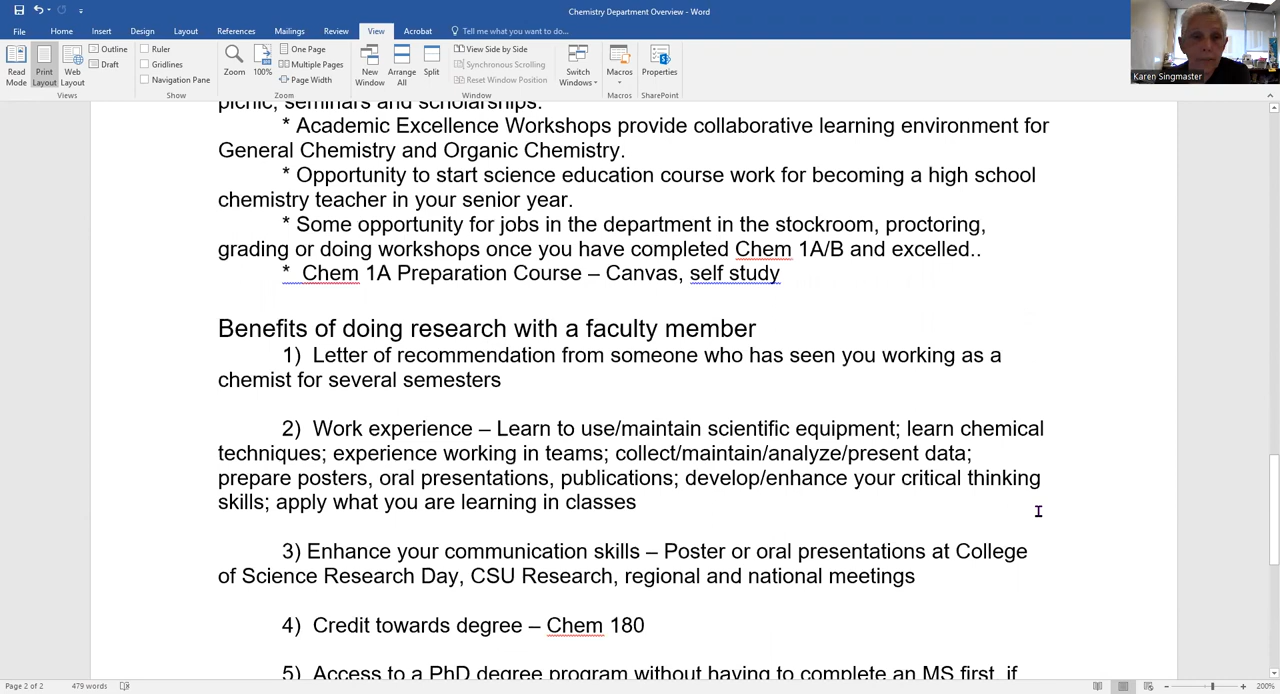 Chemistry Department Overview - Word
File Home Insert Design Layout References Mailings Review View Acrobat Tell me what you want to do...
Read Mode
Print Layout
Web Layout
Outline
Draft
Views
Ruler
Gridlines
Navigation Pane
Show
Zoom
100%
One Page
Multiple Pages
Page Width
Zoom
New Window
Arrange All
Split
View Side by Side
Synchronous Scrolling
Reset Window Position
Window
Switch Windows
Macros
Macros
Properties
SharePoint
Karen Singmaster
picnic, seminars and scholarships.
* Academic Excellence Workshops provide collaborative learning environment for
General Chemistry and Organic Chemistry.
* Opportunity to start science education course work for becoming a high school
chemistry teacher in your senior year.
* Some opportunity for jobs in the department in the stockroom, proctoring,
grading or doing workshops once you have completed Chem 1A/B and excelled..
* Chem 1A Preparation Course – Canvas, self study
Benefits of doing research with a faculty member
1) Letter of recommendation from someone who has seen you working as a
chemist for several semesters
2) Work experience – Learn to use/maintain scientific equipment; learn chemical
techniques; experience working in teams; collect/maintain/analyze/present data;
prepare posters, oral presentations, publications; develop/enhance your critical thinking
skills; apply what you are learning in classes
3) Enhance your communication skills – Poster or oral presentations at College
of Science Research Day, CSU Research, regional and national meetings
4) Credit towards degree – Chem 180
5) Access to a PhD degree program without having to complete an MS first, if
Page 2 of 2 479 words
200%